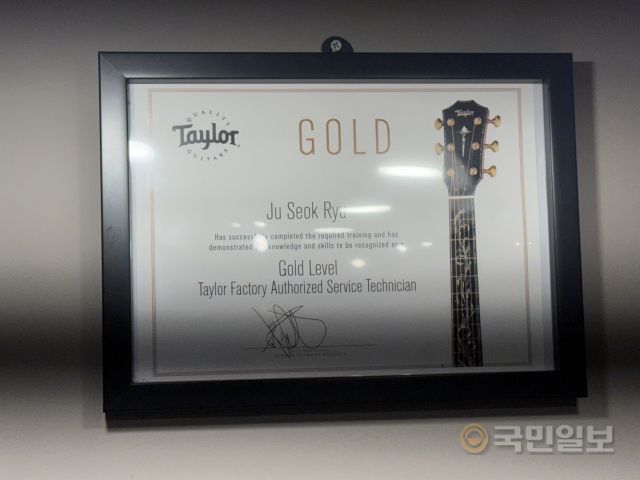 QUALITY
Taylor
GUITARS
GOLD
Taylor
Ju Seok Ryu
Has successfully completed the required training and has
demonstrated knowledge and skills to be recognized as a
Gold Level
Taylor Factory Authorized Service Technician
국민일보